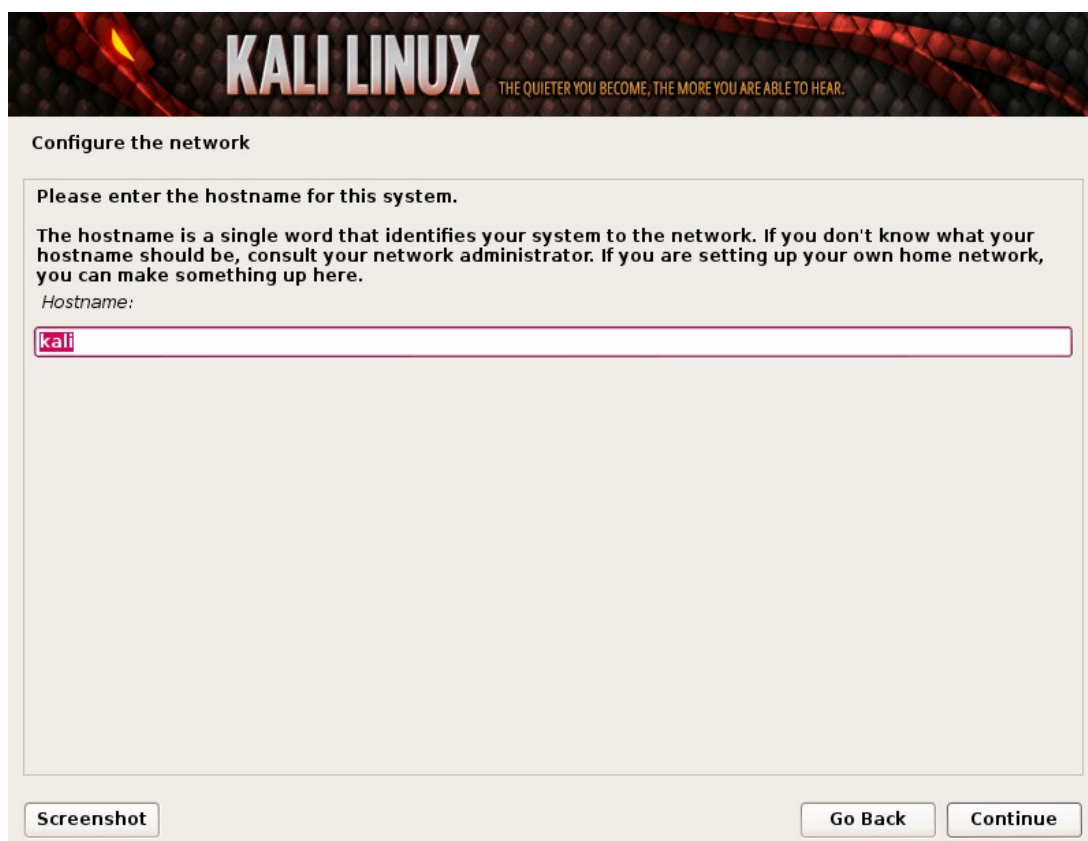 KALI LINUX THE QUIETER YOU BECOME, THE MORE YOU ARE ABLE TO HEAR.
Configure the network
Please enter the hostname for this system.
The hostname is a single word that identifies your system to the network. If you don't know what your
hostname should be, consult your network administrator. If you are setting up your own home network,
you can make something up here.
Hostname:
kali
Screenshot Go Back Continue